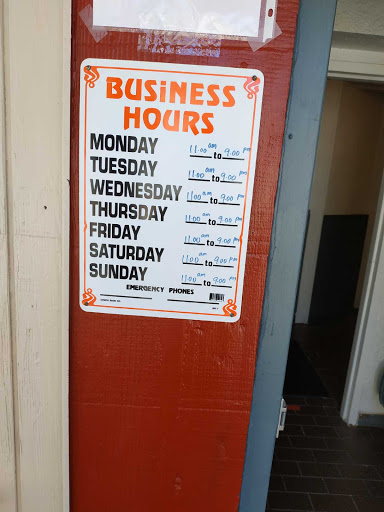 BUSINESS
HOURS
MONDAY 11:00 am to 9:00 pm
TUESDAY 11:00 am to 9:00 pm
WEDNESDAY 11:00 am to 9:00 pm
THURSDAY 11:00 am to 9:00 pm
FRIDAY 11:00 am to 9:00 pm
SATURDAY 11:00 am to 9:00 pm
SUNDAY 11:00 am to 9:00 pm
EMERGENCY PHONES